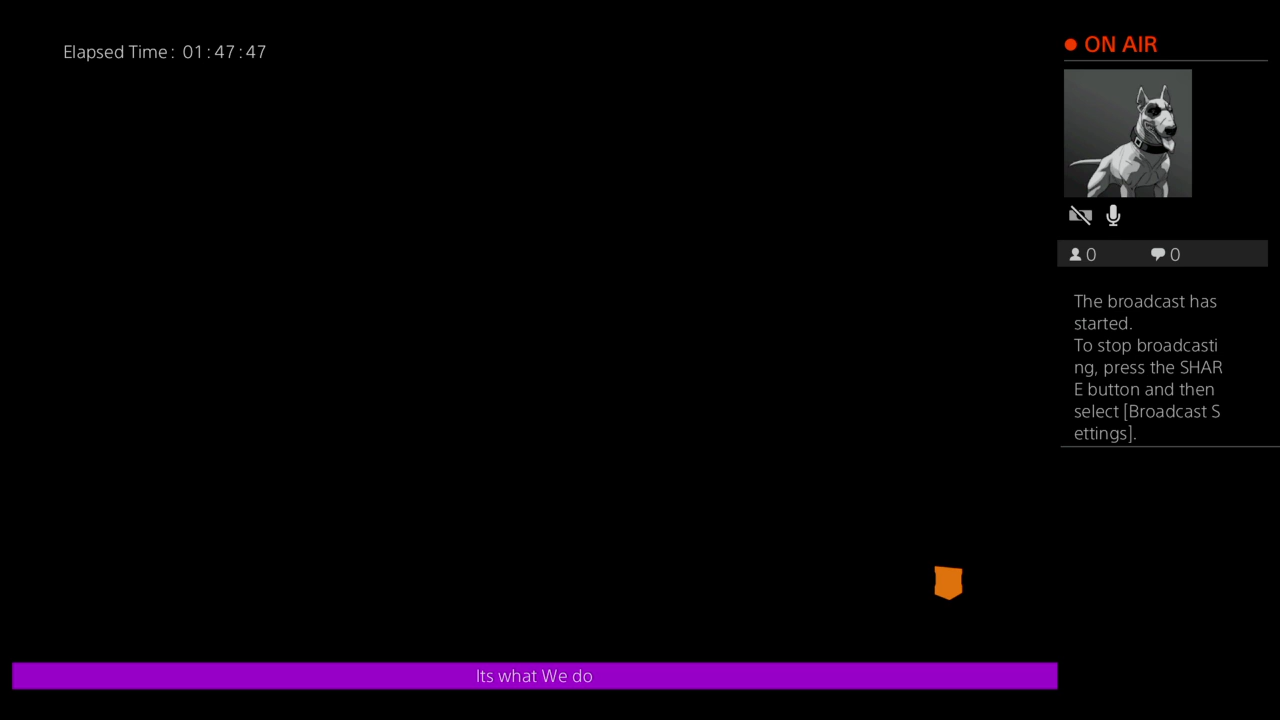 Elapsed Time: 01:47:47
ON AIR
0 0
The broadcast has
started.
To stop broadcasti
ng, press the SHAR
E button and then
select [Broadcast S
ettings].
Its what We do